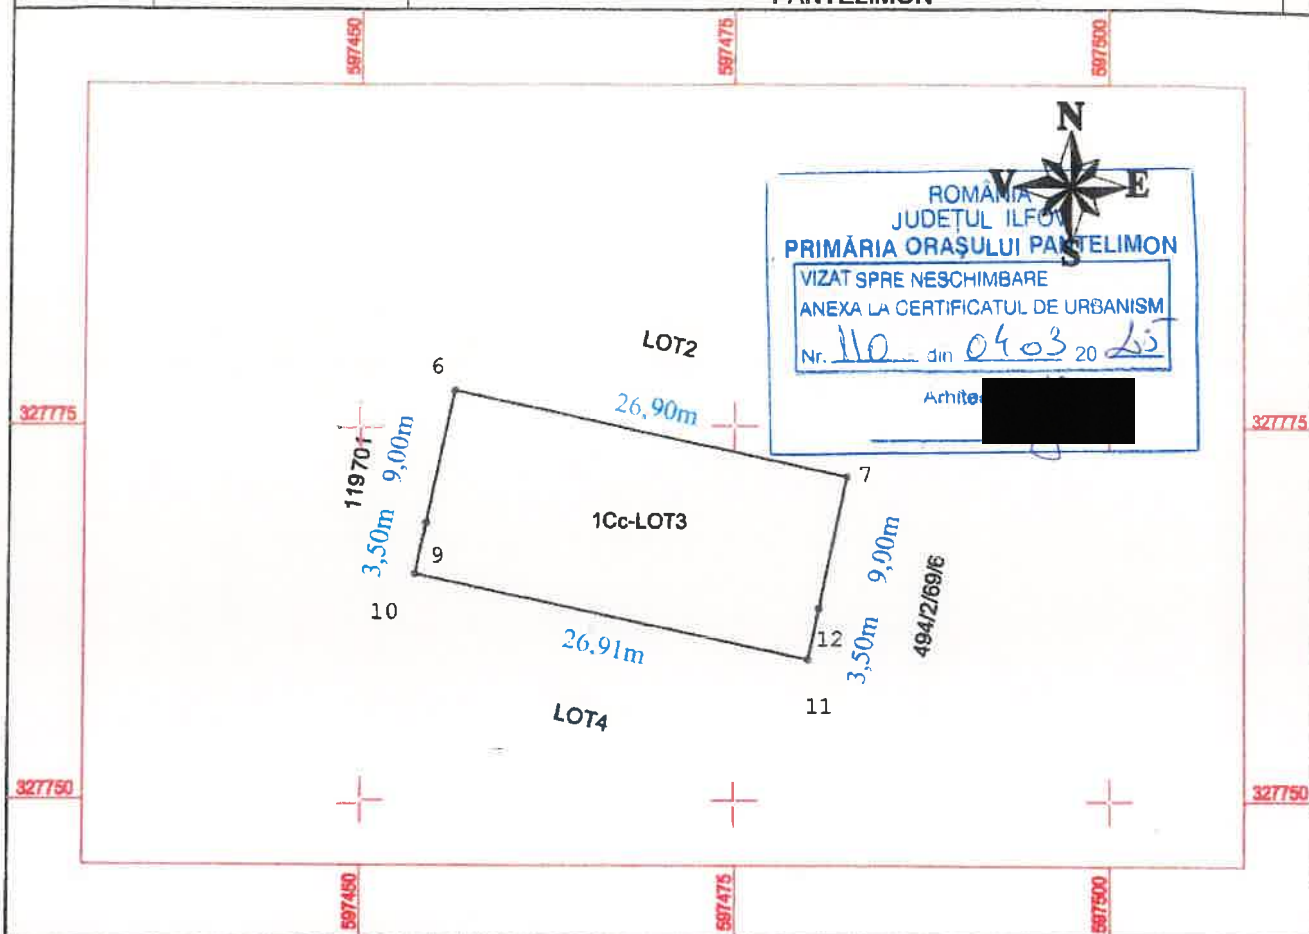 PANTELIMON
597450
597475
597500
N
V
E
S
ROMÂNIA
JUDEȚUL ILFOV
PRIMĂRIA ORAȘULUI PANTELIMON
VIZAT SPRE NESCHIMBARE
ANEXA LA CERTIFICATUL DE URBANISM
Nr. 110 din 04 03 20 25
LOT2
6
26,90m
327775
327775
119701
9,00m
7
1Cc-LOT3
3,50m
9
9,00m
10
494/2/69/6
12
26.91m
3,50m
11
LOT4
327750
327750
597450
597475
597500